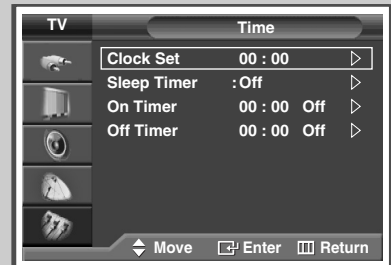 TV Time
Clock Set 00 : 00
Sleep Timer : Off
On Timer 00 : 00 Off
Off Timer 00 : 00 Off
Move Enter Return